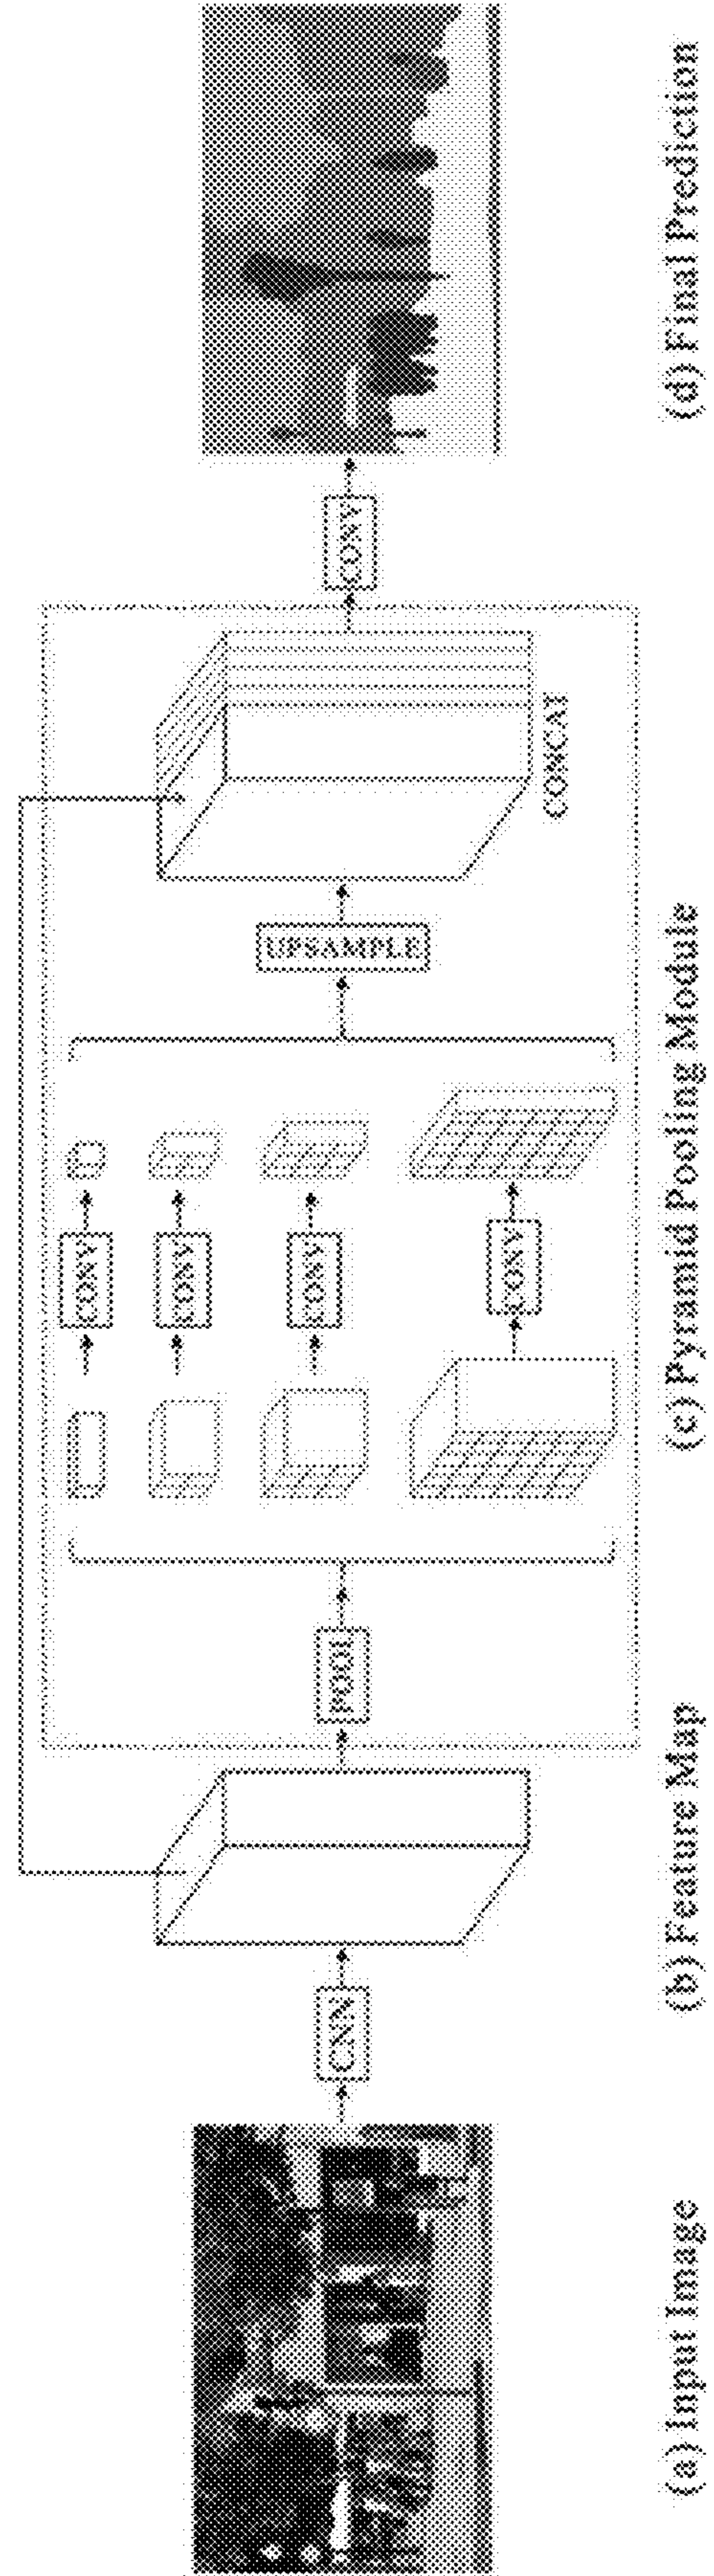 CNN
POOL
CONV
CONV
CONV
CONV
UPSAMPLE
CONCAT
CONV
(a) Input Image
(b) Feature Map
(c) Pyramid Pooling Module
(d) Final Prediction